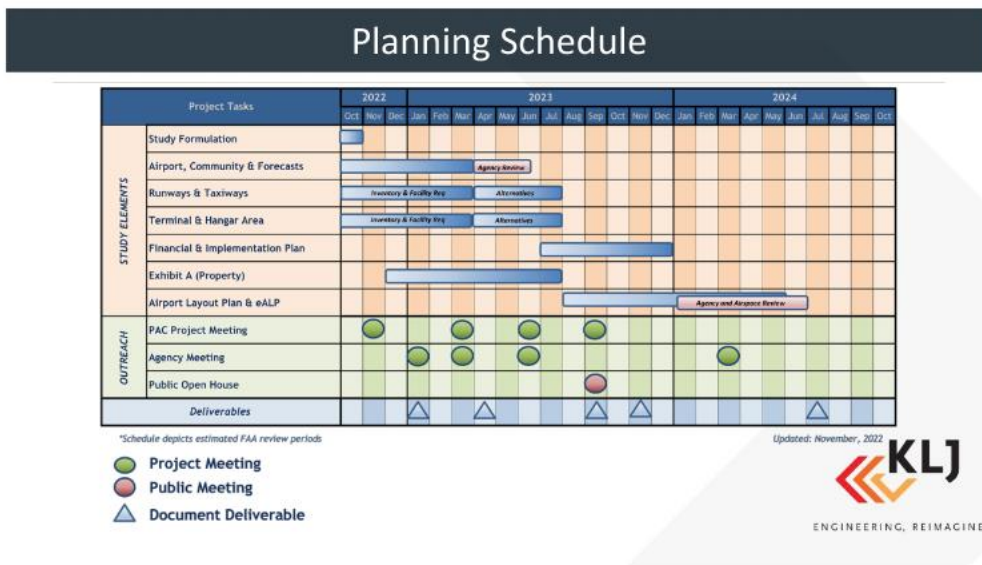 Planning Schedule
Project Tasks
2022 2023 2024
Oct Nov Dec Jan Feb Mar Apr May Jun Jul Aug Sep Oct Nov Dec Jan Feb Mar Apr May Jun Jul Aug Sep Oct
STUDY ELEMENTS
Study Formulation
Airport, Community & Forecasts Agency Review
Runways & Taxiways Inventory & Facility Req Alternatives
Terminal & Hangar Area Inventory & Facility Req Alternatives
Financial & Implementation Plan
Exhibit A (Property)
Airport Layout Plan & eALP Agency and Airspace Review
OUTREACH
PAC Project Meeting
Agency Meeting
Public Open House
Deliverables
*Schedule depicts estimated FAA review periods Updated: November, 2022
Project Meeting
Public Meeting
Document Deliverable
KLJ
ENGINEERING, REIMAGINE